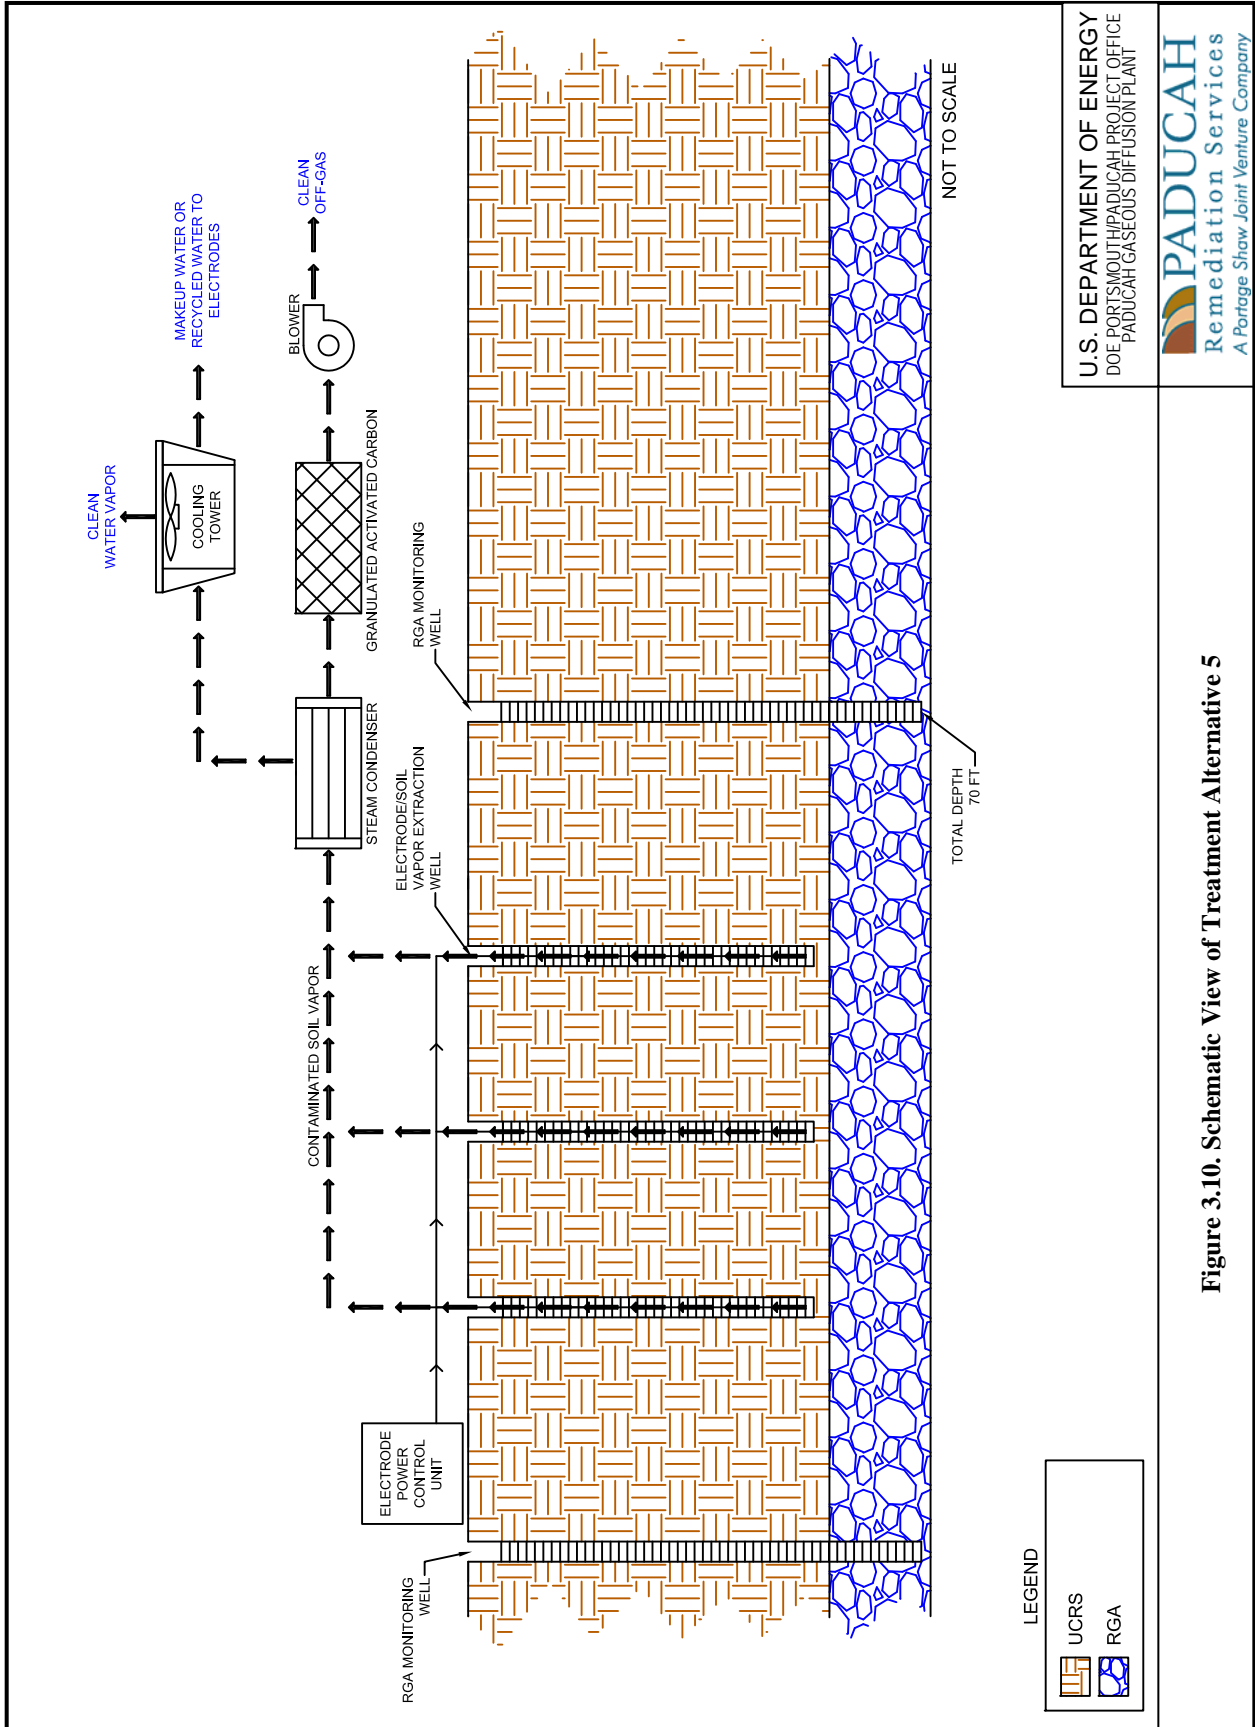 CLEAN
WATER VAPOR
MAKEUP WATER OR
RECYCLED WATER TO
ELECTRODES
COOLING
TOWER
CLEAN
OFF-GAS
BLOWER
GRANULATED ACTIVATED CARBON
STEAM CONDENSER
CONTAMINATED SOIL VAPOR
ELECTRODE
POWER
CONTROL
UNIT
RGA MONITORING
WELL
ELECTRODE/SOIL
VAPOR EXTRACTION
WELL
RGA MONITORING
WELL
TOTAL DEPTH
70 FT
NOT TO SCALE
LEGEND
UCRS
RGA
U.S. DEPARTMENT OF ENERGY
DOE PORTSMOUTH/PADUCAH PROJECT OFFICE
PADUCAH GASEOUS DIFFUSION PLANT
PADUCAH
Remediation Services
A Portage Shaw Joint Venture Company
Figure 3.10. Schematic View of Treatment Alternative 5